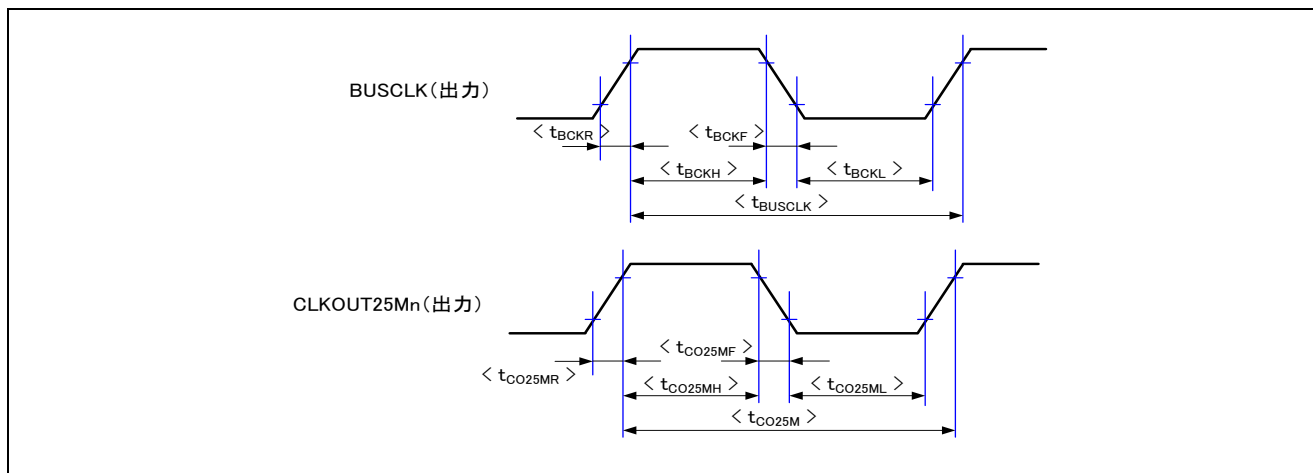 BUSCLK(出力)
< tBCKR >
< tBCKF >
< tBCKH >
< tBCKL >
< tBUSCLK >
CLKOUT25Mn(出力)
< tCO25MR >
< tCO25MF >
< tCO25MH >
< tCO25ML >
< tCO25M >